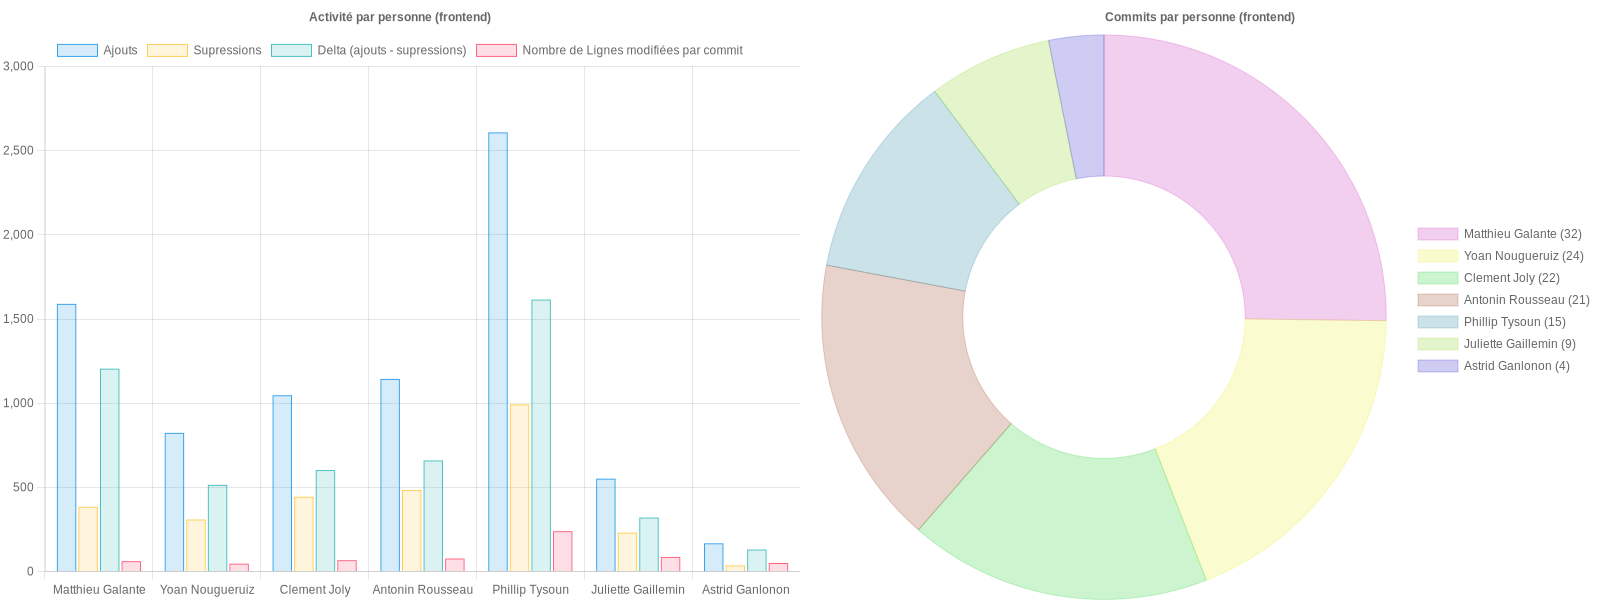 Activité par personne (frontend)
Ajouts Supressions Delta (ajouts - supressions) Nombre de Lignes modifiées par commit
3,000
2,500
2,000
1,500
1,000
500
0
Matthieu Galante Yoan Nougueruiz Clement Joly Antonin Rousseau Phillip Tysoun Juliette Gaillemin Astrid Ganlonon
Commits par personne (frontend)
Matthieu Galante (32)
Yoan Nougueruiz (24)
Clement Joly (22)
Antonin Rousseau (21)
Phillip Tysoun (15)
Juliette Gaillemin (9)
Astrid Ganlonon (4)